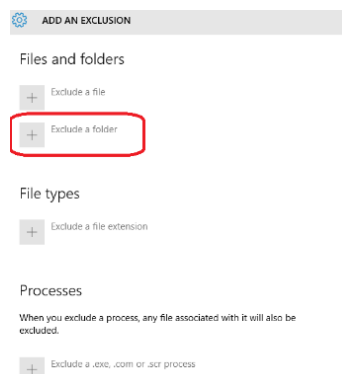 ADD AN EXCLUSION
Files and folders
Exclude a file
Exclude a folder
File types
Exclude a file extension
Processes
When you exclude a process, any file associated with it will also be
excluded.
Exclude a .exe, .com or .scr process